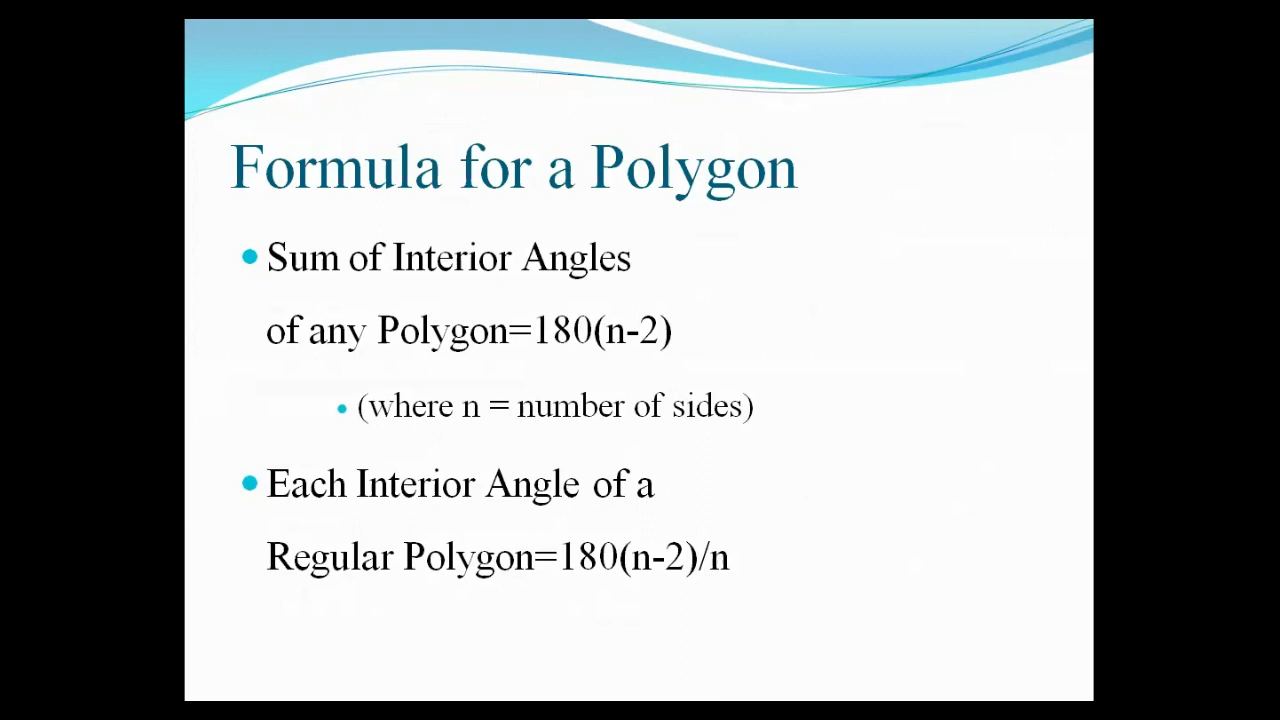 Formula for a Polygon
• Sum of Interior Angles
of any Polygon=180(n-2)
• (where n = number of sides)
• Each Interior Angle of a
Regular Polygon=180(n-2)/n